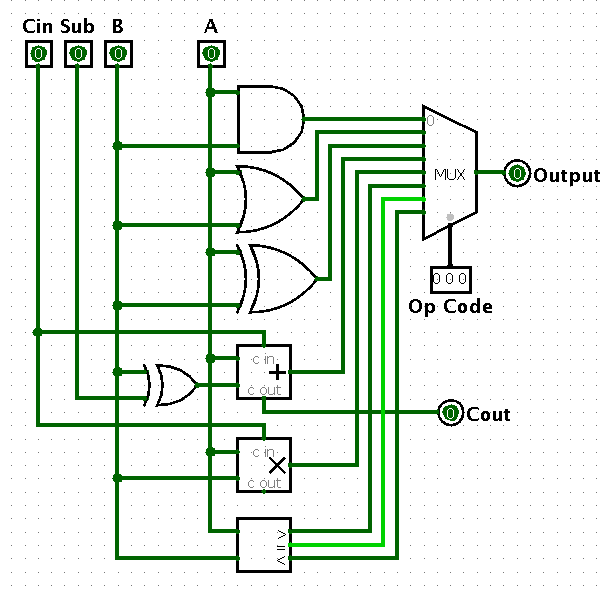 Cin Sub B A
0 0 0 0
0
MUX
0 Output
0 0 0
Op Code
c in
+
c out
0 Cout
c in
×
c out
>
=
<